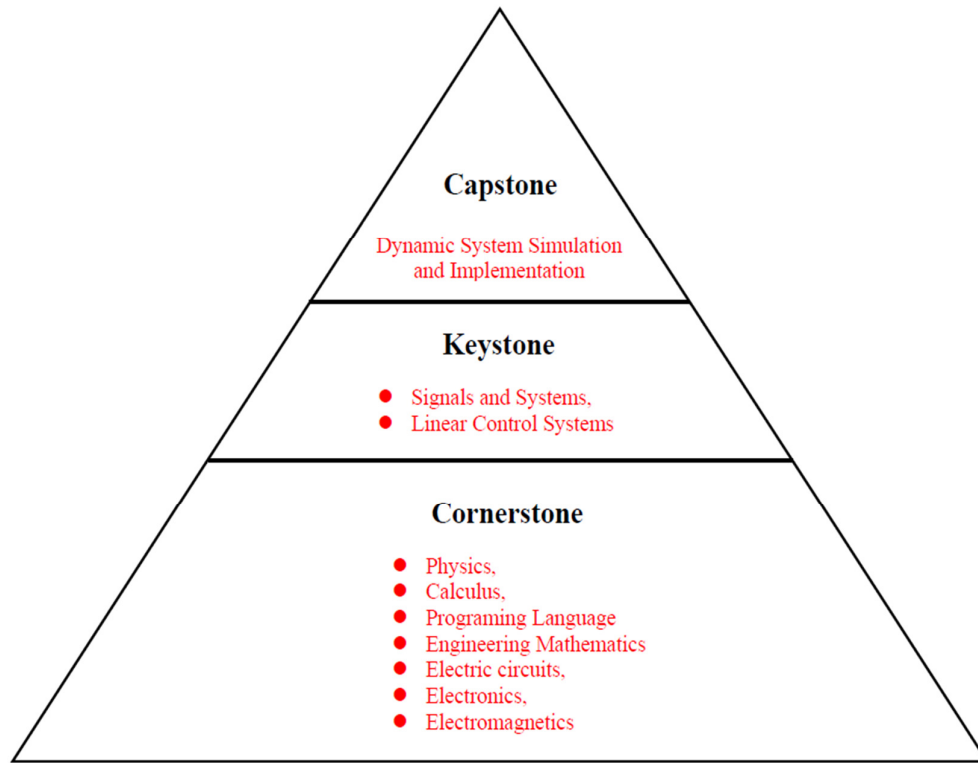 Capstone
Dynamic System Simulation
and Implementation
Keystone
● Signals and Systems,
● Linear Control Systems
Cornerstone
● Physics,
● Calculus,
● Programing Language
● Engineering Mathematics
● Electric circuits,
● Electronics,
● Electromagnetics